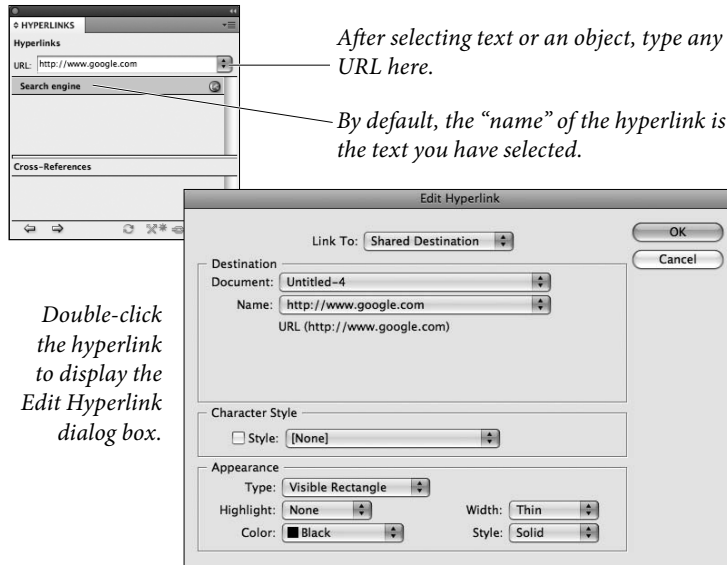 HYPERLINKS
Hyperlinks
URL: http://www.google.com
Search engine
Cross-References
After selecting text or an object, type any
URL here.
By default, the “name” of the hyperlink is
the text you have selected.
Double-click
the hyperlink
to display the
Edit Hyperlink
dialog box.
Edit Hyperlink
Link To: Shared Destination
OK
Cancel
Destination
Document: Untitled-4
Name: http://www.google.com
URL (http://www.google.com)
Character Style
Style: [None]
Appearance
Type: Visible Rectangle
Highlight: None
Width: Thin
Color: Black
Style: Solid